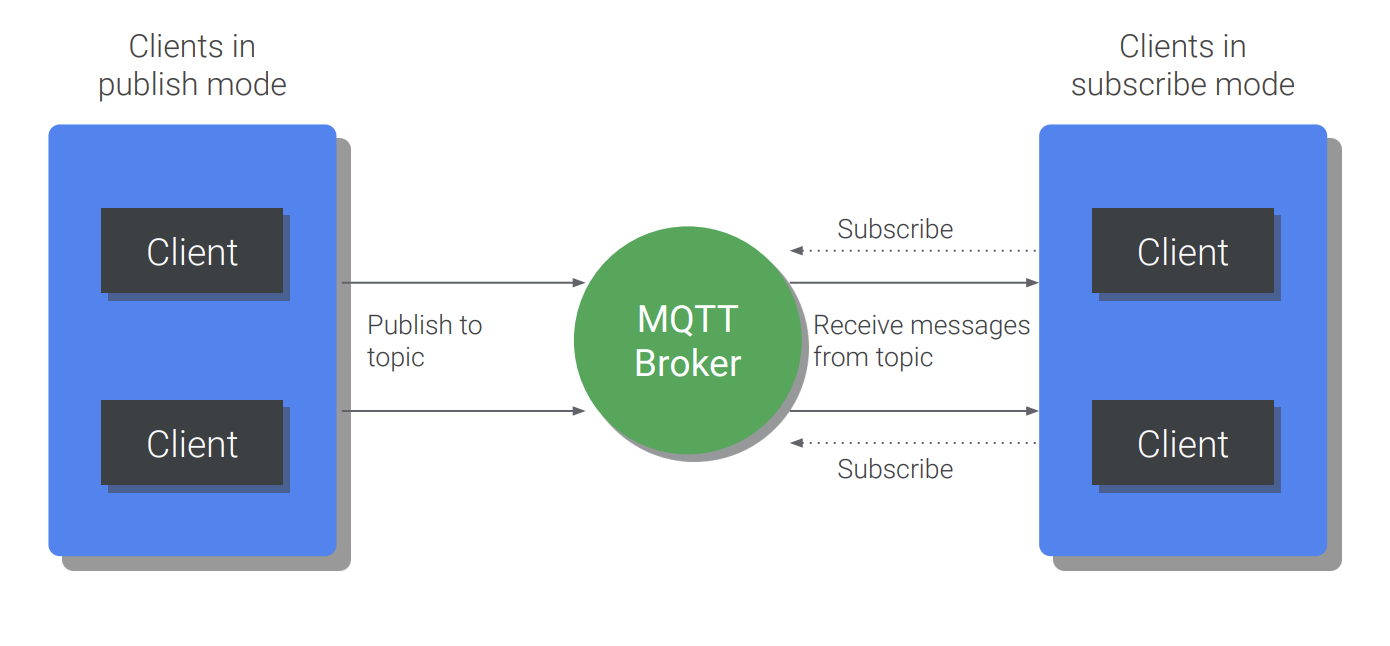 Clients in
publish mode
Client
Client
Publish to
topic
MQTT
Broker
Subscribe
Receive messages
from topic
Subscribe
Clients in
subscribe mode
Client
Client